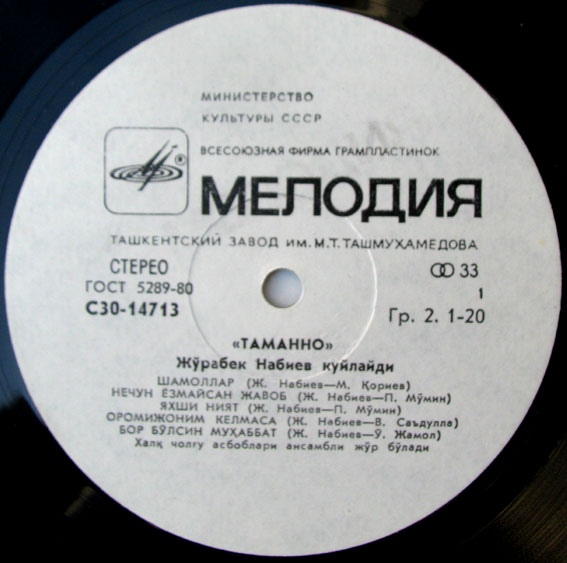 МИНИСТЕРСТВО
КУЛЬТУРЫ СССР
ВСЕСОЮЗНАЯ ФИРМА ГРАМПЛАСТИНОК
®
МЕЛОДИЯ
ТАШКЕНТСКИЙ ЗАВОД ИМ. М.Т. ТАШМУХАМЕДОВА
СТЕРЕО
33
ГОСТ 5289-80
1
С30-14713
Гр. 2. 1-20
«ТАМАННО»
Жўрабек Набиев куйлайди
ШАМОЛЛАР (Ж. Набиев—М. Қориев)
НЕЧУН ЁЗМАЙСАН ЖАВОБ (Ж. Набиев—П. Мўмин)
ЯХШИ НИЯТ (Ж. Набиев—П. Мўмин)
ОРОМИЖОНИМ КЕЛМАСА (Ж. Набиев—В. Саъдулла)
БОР БЎЛСИН МУҲАББАТ (Ж. Набиев—Ў. Жамол)
Халқ чолғу асбоблари ансамбли жўр бўлади